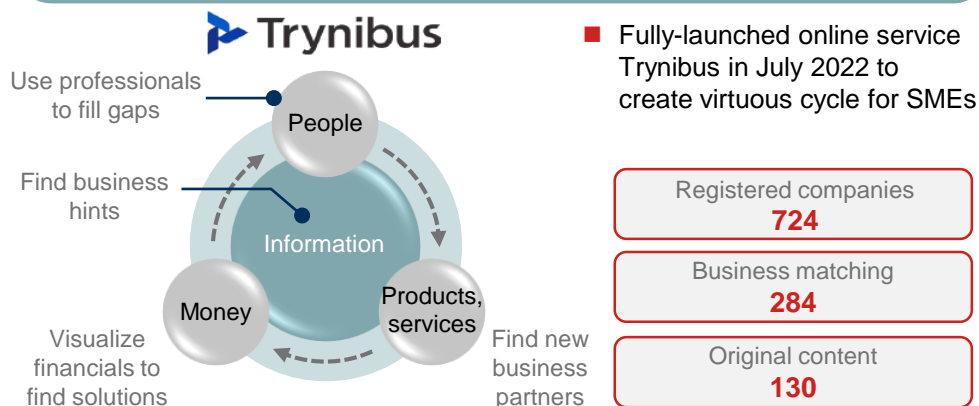 Trynibus
Use professionals
to fill gaps
People
Find business
hints
Information
Money
Products,
services
Visualize
financials to
find solutions
Find new
business
partners
■ Fully-launched online service
Trynibus in July 2022 to
create virtuous cycle for SMEs
Registered companies
724
Business matching
284
Original content
130